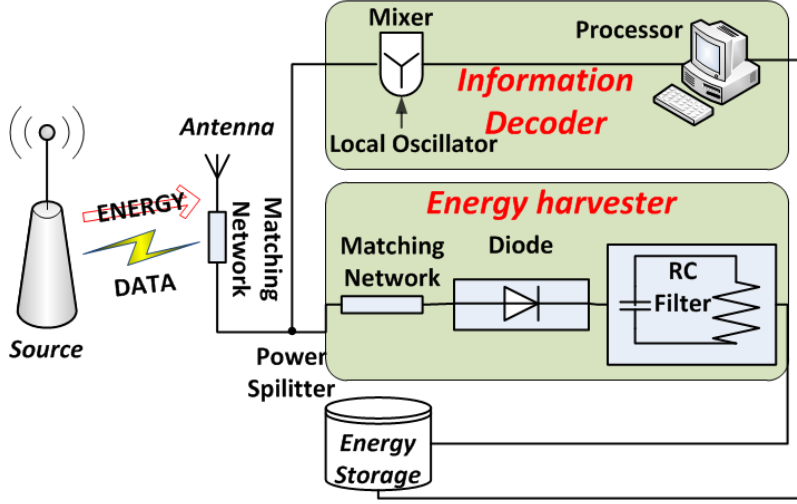 Mixer
Processor
Information
Decoder
Local Oscillator
Antenna
ENERGY
DATA
Source
Matching
Network
Energy harvester
Matching
Network
Diode
RC
Filter
Power
Spilitter
Energy
Storage